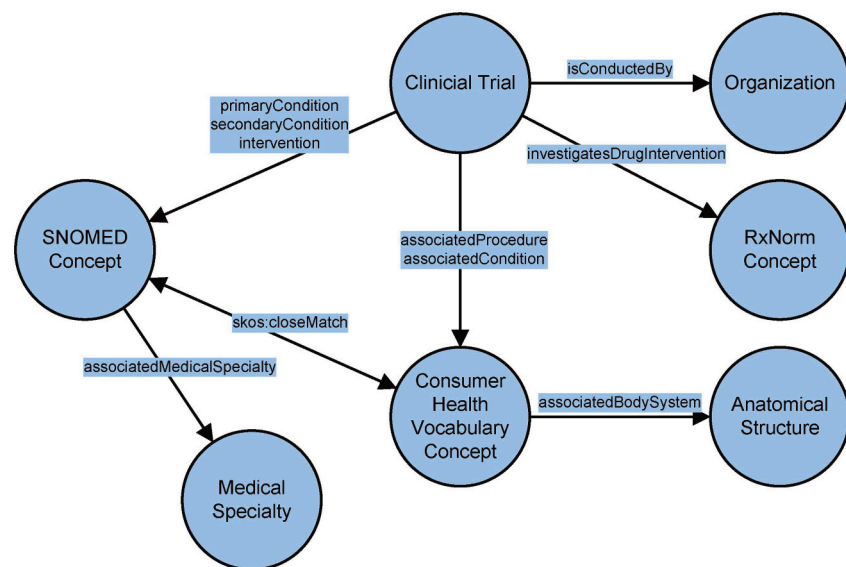 Clinicial Trial
isConductedBy
Organization
primaryCondition
secondaryCondition
intervention
investigatesDrugIntervention
SNOMED
Concept
associatedProcedure
associatedCondition
RxNorm
Concept
skos:closeMatch
associatedMedicalSpecialty
Consumer
Health
Vocabulary
Concept
associatedBodySystem
Anatomical
Structure
Medical
Specialty